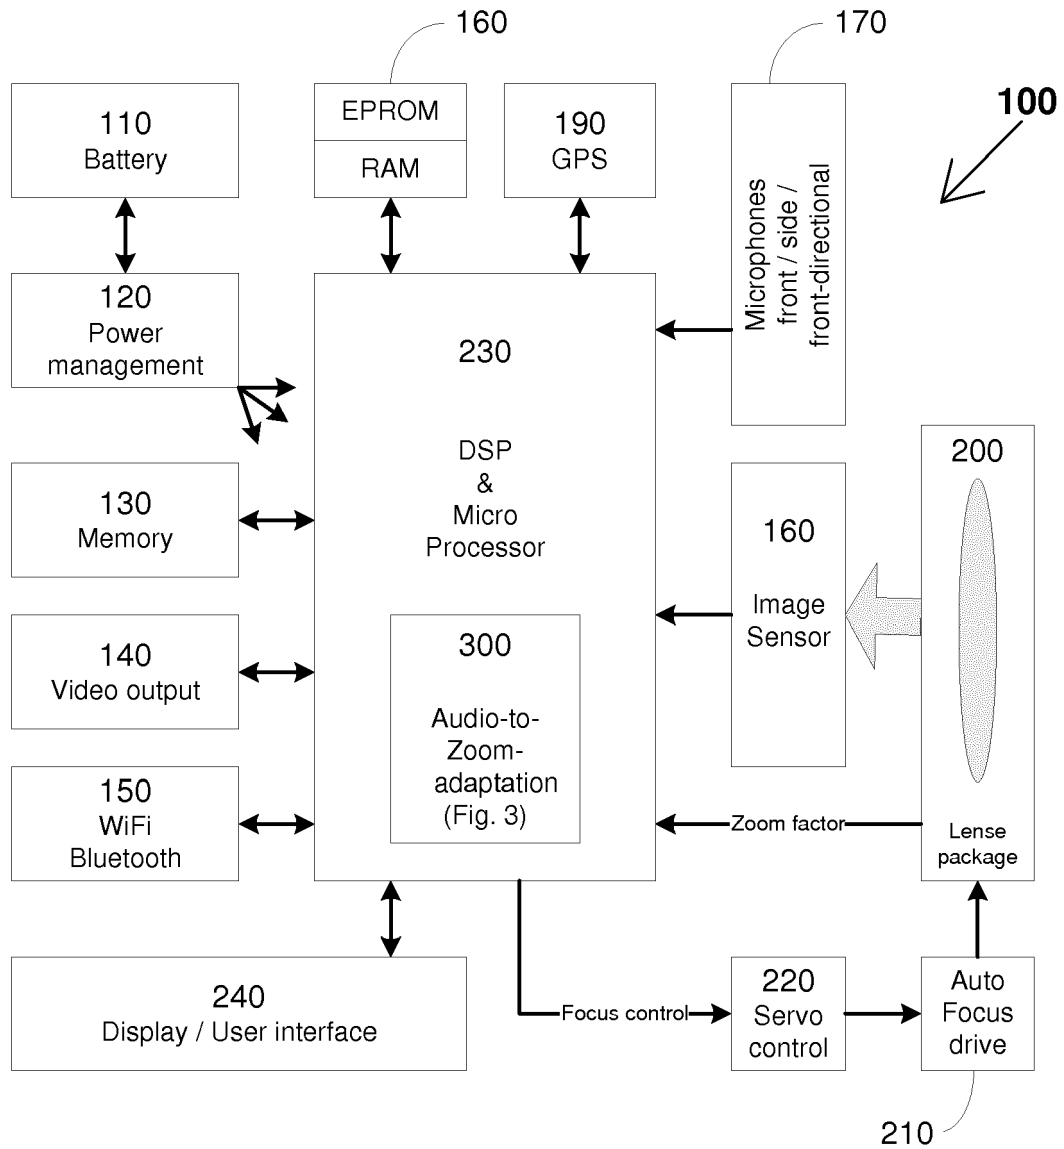 160
170
100
110
Battery
EPROM
RAM
190
GPS
Microphones
front / side /
front-directional
120
Power
management
230
DSP
&
Micro
Processor
130
Memory
160
Image
Sensor
200
140
Video output
300
Audio-to-
Zoom-
adaptation
(Fig. 3)
150
WiFi
Bluetooth
Zoom factor
Lense
package
240
Display / User interface
Focus control
220
Servo
control
Auto
Focus
drive
210